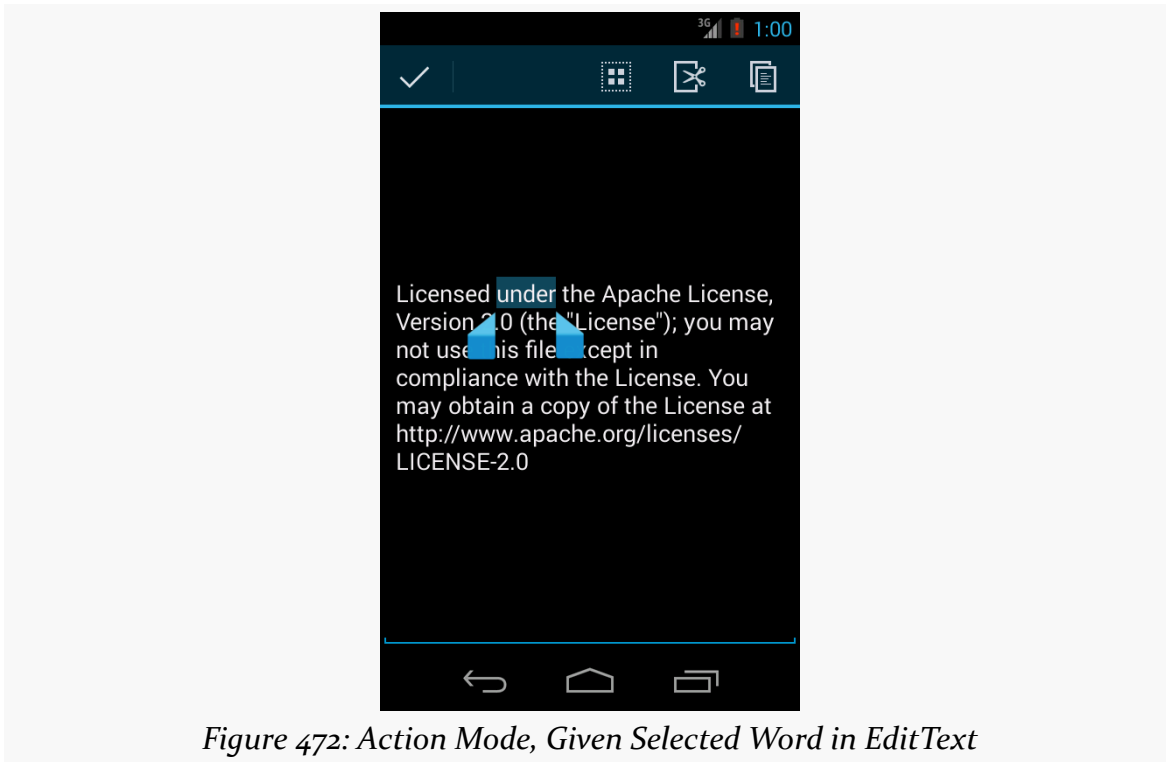 3G 1:00
Licensed under the Apache License,
Version 2.0 (the "License"); you may
not use this file except in
compliance with the License. You
may obtain a copy of the License at
http://www.apache.org/licenses/
LICENSE-2.0
Figure 472: Action Mode, Given Selected Word in EditText